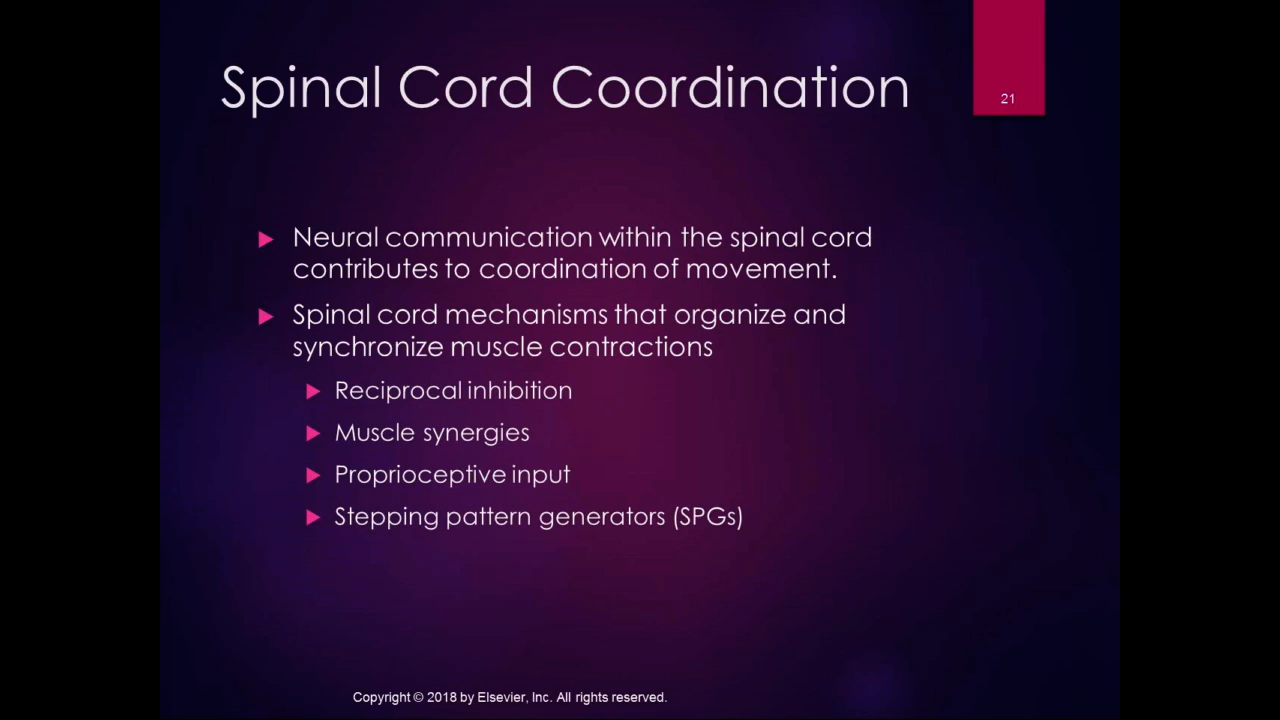 Spinal Cord Coordination
21
Neural communication within the spinal cord
contributes to coordination of movement.
Spinal cord mechanisms that organize and
synchronize muscle contractions
Reciprocal inhibition
Muscle synergies
Proprioceptive input
Stepping pattern generators (SPGs)
Copyright © 2018 by Elsevier, Inc. All rights reserved.